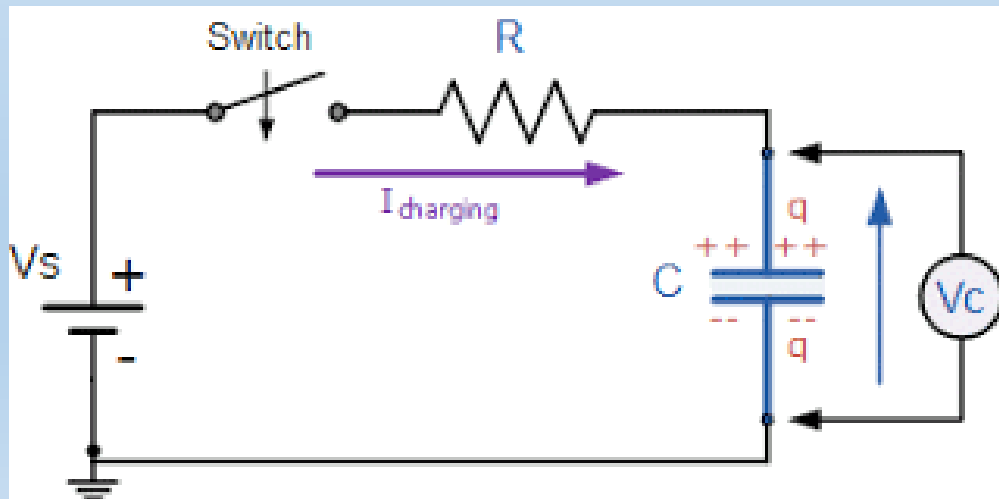 Switch
R
I charging
Vs
+
-
q
+ + + +
C
-- --
q
Vc